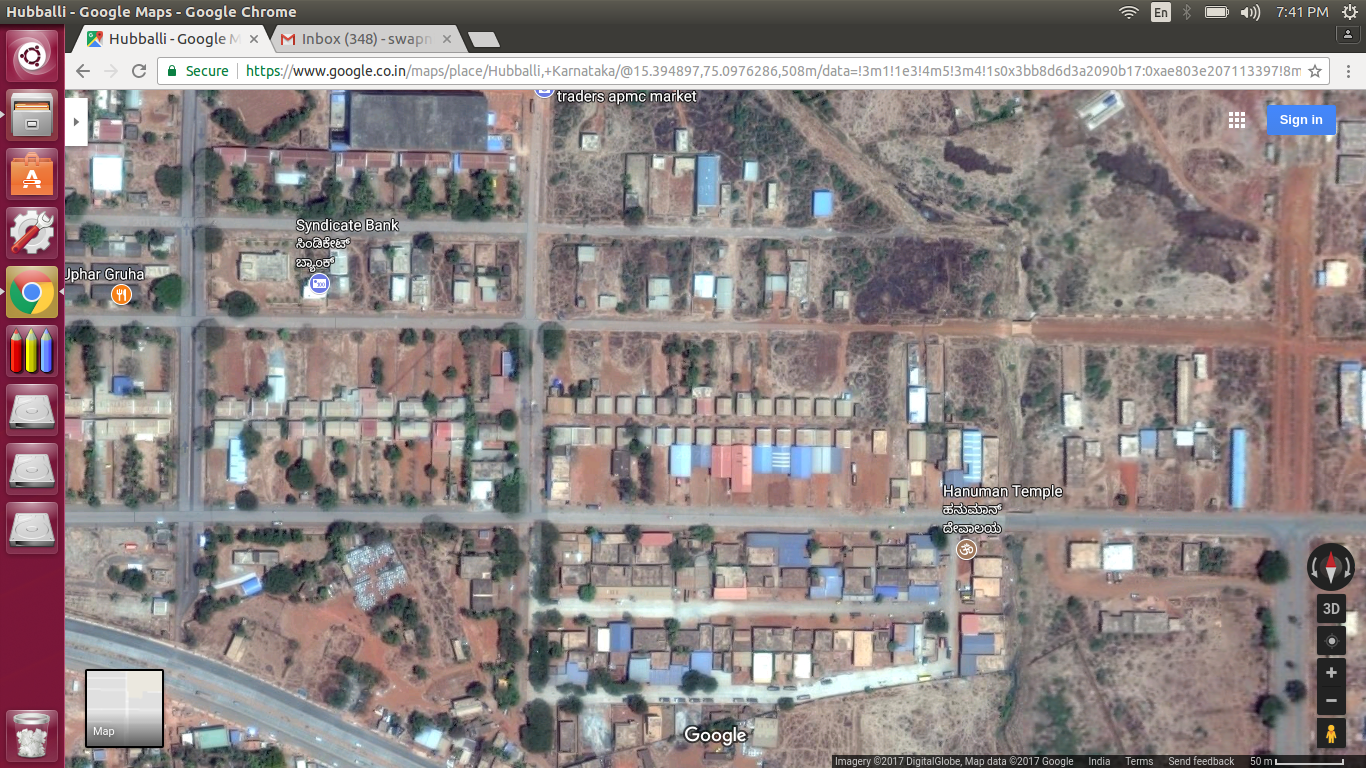 Hubballi - Google Maps - Google Chrome
En
7:41 PM
Hubballi - Google M
Inbox (348) - swapn
Secure
https://www.google.co.in/maps/place/Hubballi,+Karnataka/@15.394897,75.0976286,508m/data=!3m1!1e3!4m5!3m4!1s0x3bb8d6d3a2090b17:0xae803e207113397!8m
traders apmc market
Sign in
Syndicate Bank
ಸಿಂಡಿಕೇಟ್
ಬ್ಯಾಂಕ್
Uphar Gruha
Hanuman Temple
ಹನುಮಾನ್
ದೇವಾಲಯ
3D
Map
Google
Imagery ©2017 DigitalGlobe, Map data ©2017 Google India Terms Send feedback 50 m